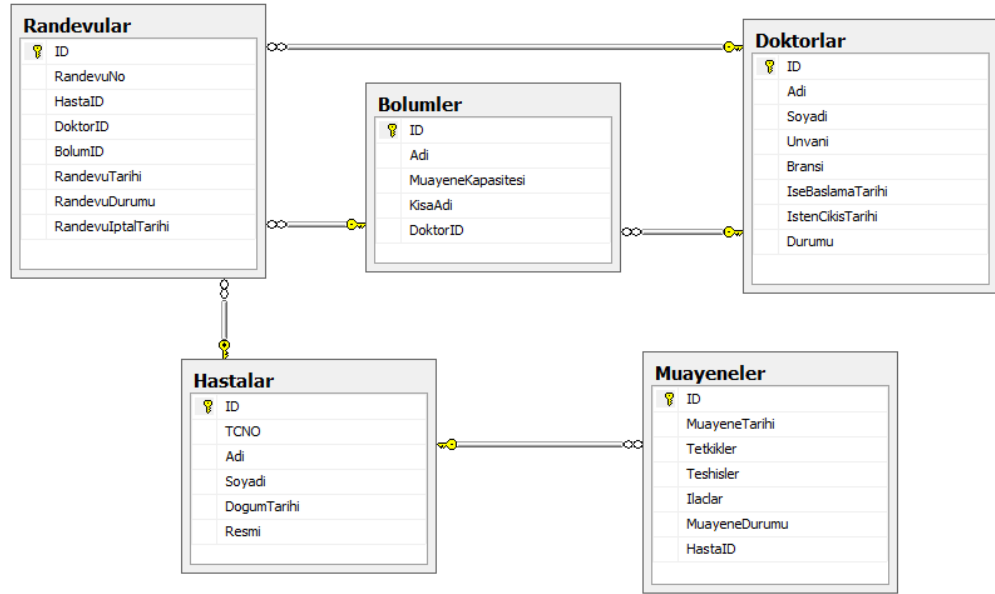 Randevular
ID
RandevuNo
HastaID
DoktorID
BolumID
RandevuTarihi
RandevuDurumu
RandevuIptalTarihi
Bolumler
ID
Adi
MuayeneKapasitesi
KisaAdi
DoktorID
Doktorlar
ID
Adi
Soyadi
Unvani
Bransi
IseBaslamaTarihi
IstenCikisTarihi
Durumu
Hastalar
ID
TCNO
Adi
Soyadi
DogumTarihi
Resmi
Muayeneler
ID
MuayeneTarihi
Tetkikler
Teshisler
Ilaclar
MuayeneDurumu
HastaID